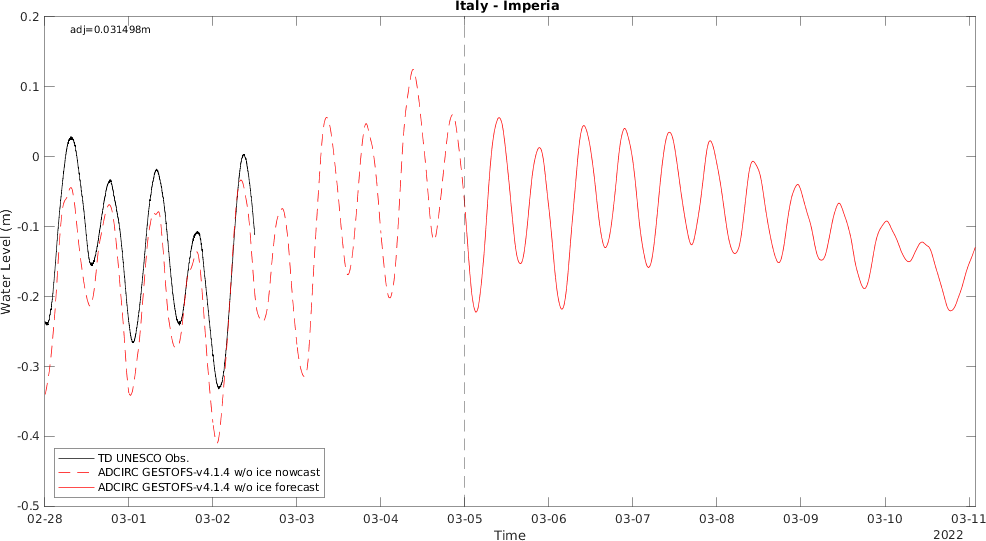 Italy - Imperia
adj=0.031498m
0.2
0.1
0
-0.1
-0.2
-0.3
-0.4
-0.5
Water Level (m)
TD UNESCO Obs.
ADCIRC GESTOFS-v4.1.4 w/o ice nowcast
ADCIRC GESTOFS-v4.1.4 w/o ice forecast
02-28 03-01 03-02 03-03 03-04 03-05 03-06 03-07 03-08 03-09 03-10 03-11
Time
2022